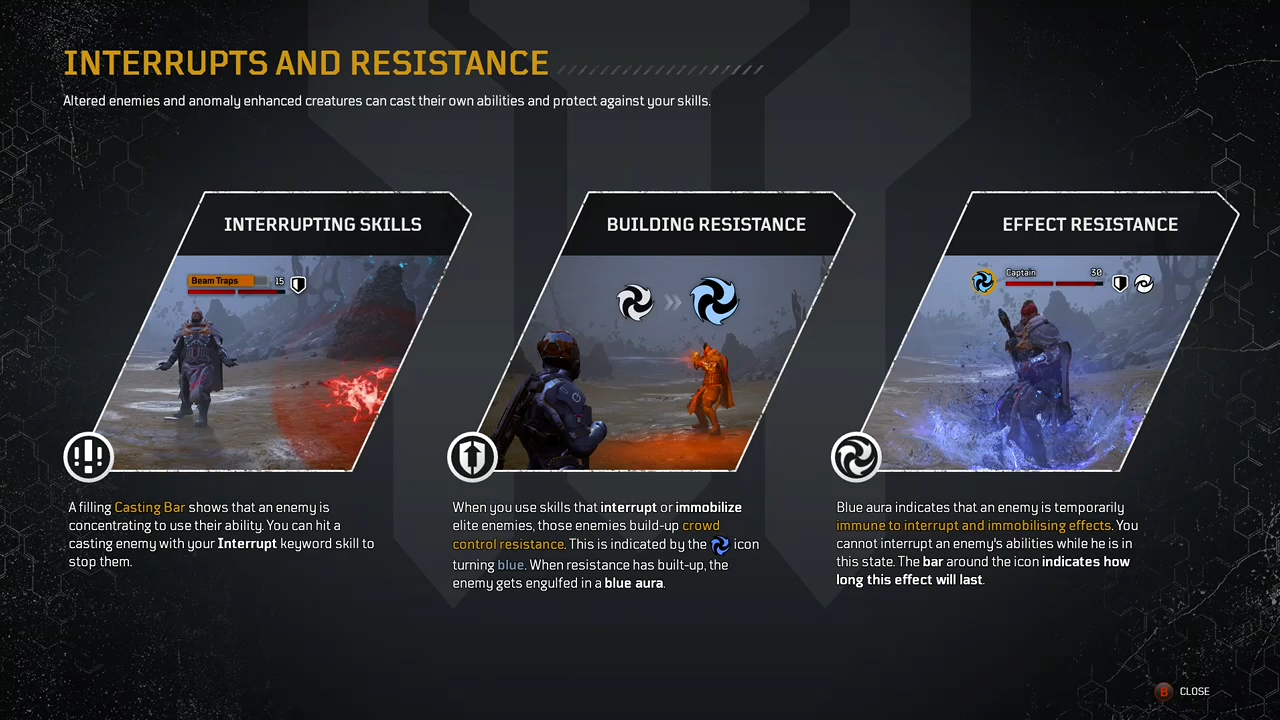 INTERRUPTS AND RESISTANCE
Altered enemies and anomaly enhanced creatures can cast their own abilities and protect against your skills.
INTERRUPTING SKILLS
Beam Traps 15
A filling Casting Bar shows that an enemy is
concentrating to use their ability. You can hit a
casting enemy with your Interrupt keyword skill to
stop them.
BUILDING RESISTANCE
When you use skills that interrupt or immobilize
elite enemies, those enemies build-up crowd
control resistance. This is indicated by the icon
turning blue. When resistance has built-up, the
enemy gets engulfed in a blue aura.
EFFECT RESISTANCE
Captain 30
Blue aura indicates that an enemy is temporarily
immune to interrupt and immobilising effects. You
cannot interrupt an enemy's abilities while he is in
this state. The bar around the icon indicates how
long this effect will last.
B CLOSE